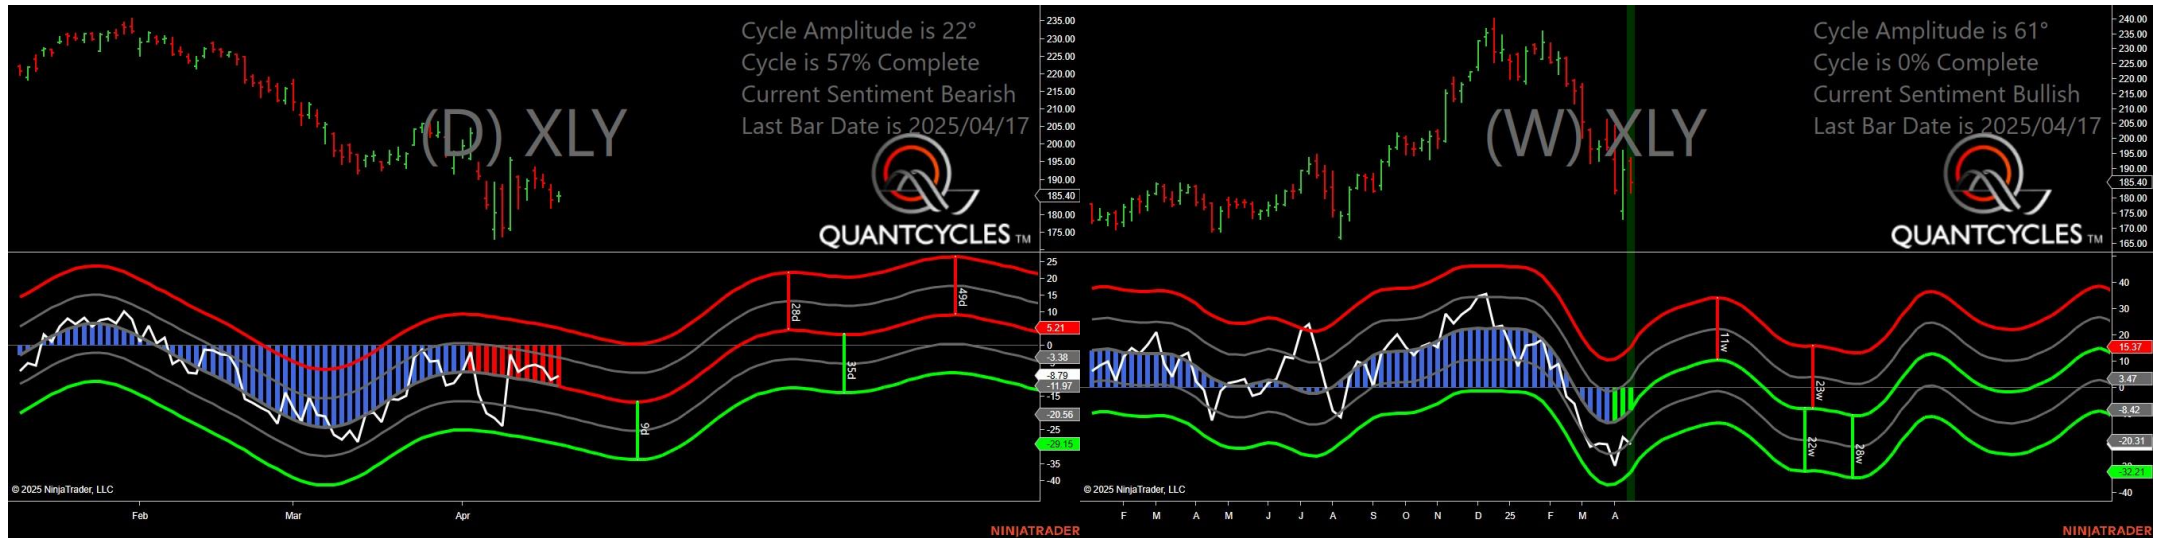 Cycle Amplitude is 22°
Cycle is 57% Complete
Current Sentiment Bearish
Last Bar Date is 2025/04/17
(D) XLY
QUANTCYCLES TM
235.00
230.00
225.00
220.00
215.00
210.00
205.00
200.00
195.00
190.00
185.40
180.00
175.00
25
20
15
10
5.21
0
-3.38
-8.79
-11.97
-15
-20.56
-25
-29.15
-35
-40
9d
28d
35d
49d
© 2025 NinjaTrader, LLC
Feb
Mar
Apr
NINJATRADER
Cycle Amplitude is 61°
Cycle is 0% Complete
Current Sentiment Bullish
Last Bar Date is 2025/04/17
(W) XLY
QUANTCYCLES TM
240.00
235.00
230.00
225.00
220.00
215.00
210.00
205.00
200.00
195.00
190.00
185.40
180.00
175.00
170.00
165.00
40
30
20
15.37
10
3.47
0
-8.42
-20.31
-32.21
-40
11w
23w
22w
28w
© 2025 NinjaTrader, LLC
F
M
A
M
J
J
A
S
O
N
D
25
F
M
A
NINJATRADER